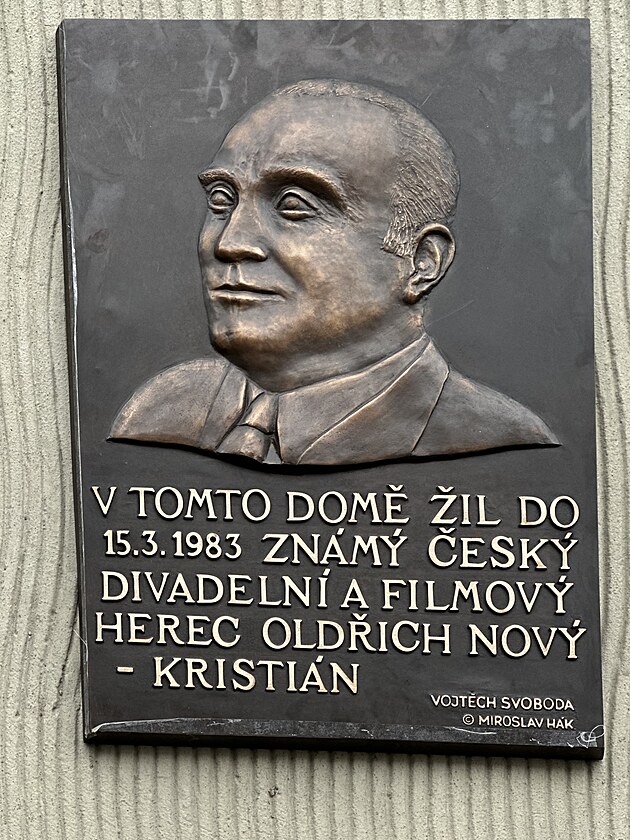 V TOMTO DOMĚ ŽIL DO
15.3.1983 ZNÁMÝ ČESKÝ
DIVADELNÍ A FILMOVÝ
HEREC OLDŘICH NOVÝ
- KRISTIÁN
VOJTĚCH SVOBODA
© MIROSLAV HÁK